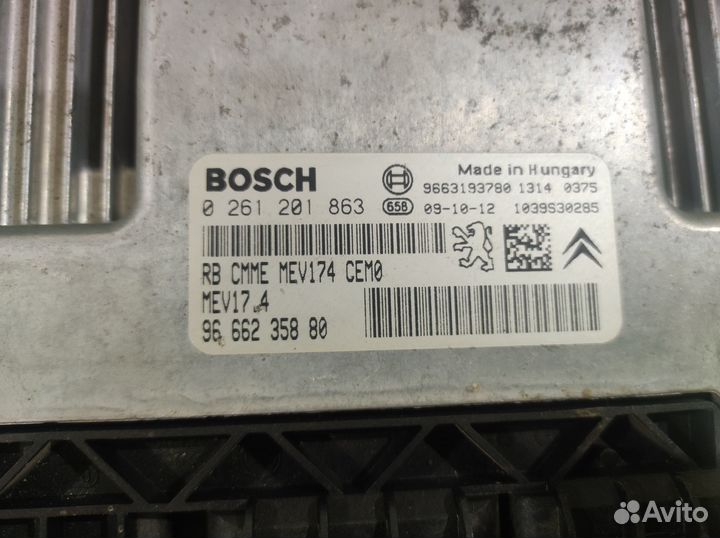 BOSCH
Made in Hungary
9663193780 1314 0375
0 261 201 863
658 09-10-12 1039S30285
RB CMME MEV174 CEM0
MEV17.4
96 662 358 80
Avito